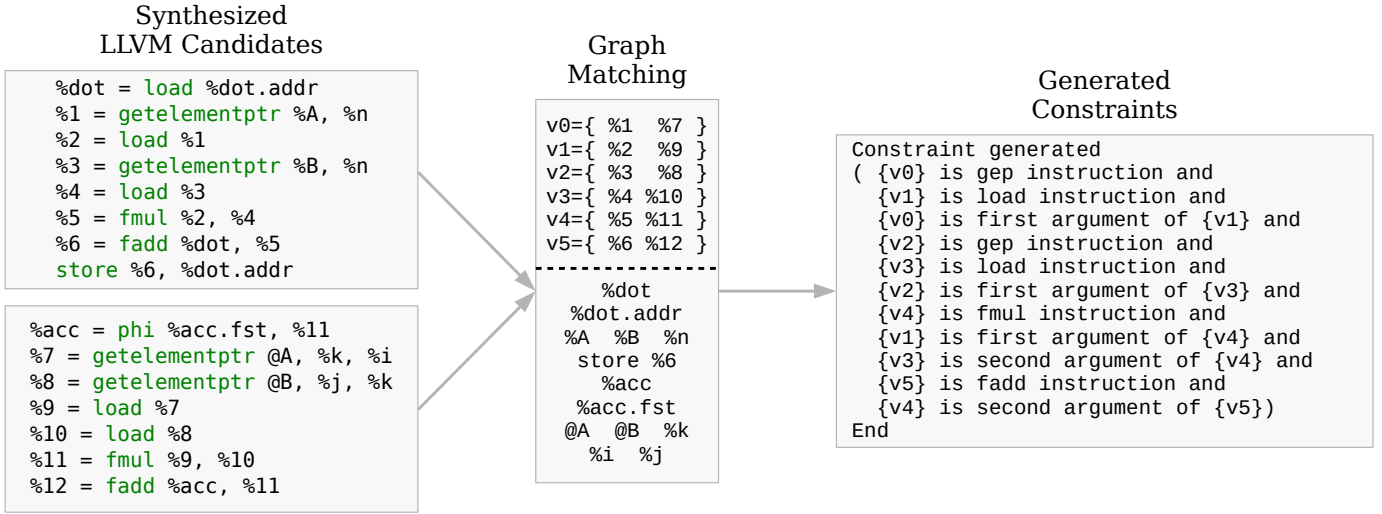 Synthesized
LLVM Candidates
%dot = load %dot.addr
%1 = getelementptr %A, %n
%2 = load %1
%3 = getelementptr %B, %n
%4 = load %3
%5 = fmul %2, %4
%6 = fadd %dot, %5
store %6, %dot.addr
%acc = phi %acc.fst, %11
%7 = getelementptr @A, %k, %i
%8 = getelementptr @B, %j, %k
%9 = load %7
%10 = load %8
%11 = fmul %9, %10
%12 = fadd %acc, %11
Graph
Matching
v0={ %1 %7 }
v1={ %2 %9 }
v2={ %3 %8 }
v3={ %4 %10 }
v4={ %5 %11 }
v5={ %6 %12 }
%dot
%dot.addr
%A %B %n
store %6
%acc
%acc.fst
@A @B %k
%i %j
Generated
Constraints
Constraint generated
( {v0} is gep instruction and
{v1} is load instruction and
{v0} is first argument of {v1} and
{v2} is gep instruction and
{v3} is load instruction and
{v2} is first argument of {v3} and
{v4} is fmul instruction and
{v1} is first argument of {v4} and
{v3} is second argument of {v4} and
{v5} is fadd instruction and
{v4} is second argument of {v5})
End